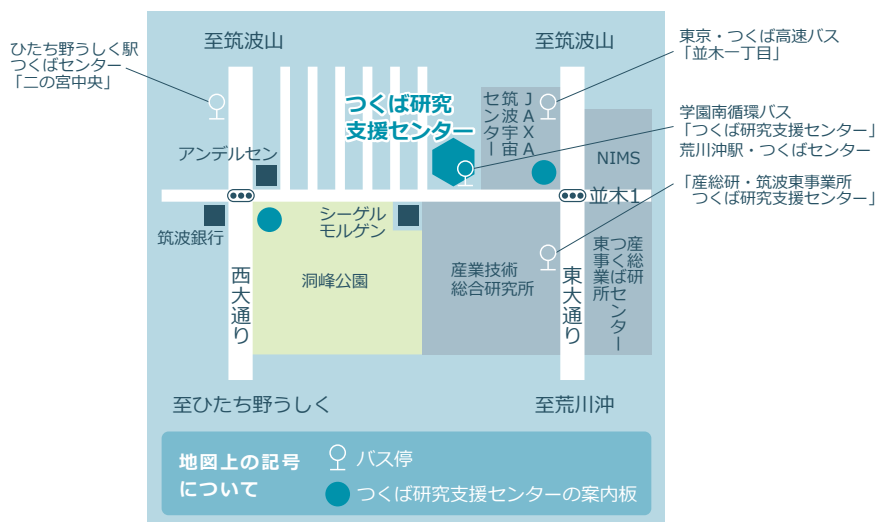 ひたち野うしく駅
つくばセンター
「二の宮中央」
至筑波山
至筑波山
東京・つくば高速バス
「並木一丁目」
つくば研究
支援センター
JAXA
筑波宇宙
センター
学園南循環バス
「つくば研究支援センター」
荒川沖駅・つくばセンター
アンデルセン
NIMS
「産総研・筑波東事業所
つくば研究支援センター」
並木1
筑波銀行
シーゲル
モルゲン
西大通り
洞峰公園
産業技術
総合研究所
東大通り
産総研
つくばセンター
東事業所
至ひたち野うしく
至荒川沖
地図上の記号
について
バス停
つくば研究支援センターの案内板